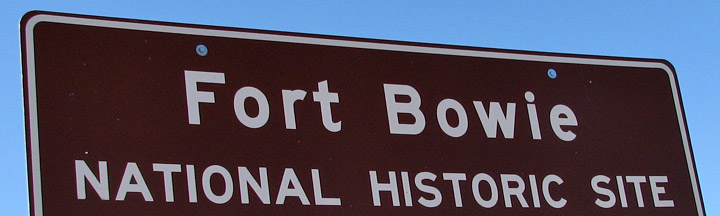 Fort Bowie
NATIONAL HISTORIC SITE